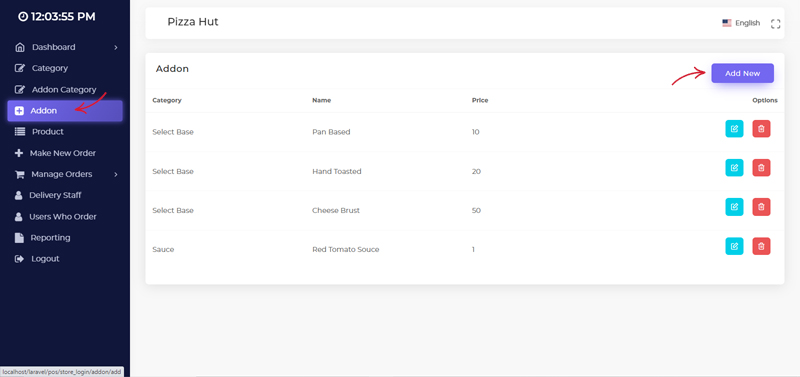 12:03:55 PM
Pizza Hut
English
Dashboard
Category
Addon Category
Addon
Product
Make New Order
Manage Orders
Delivery Staff
Users Who Order
Reporting
Logout
Addon
Add New
Category Name Price Options
Select Base Pan Based 10
Select Base Hand Toasted 20
Select Base Cheese Brust 50
Sauce Red Tomato Souce 1
localhost/laravel/pos/store_login/addon/add